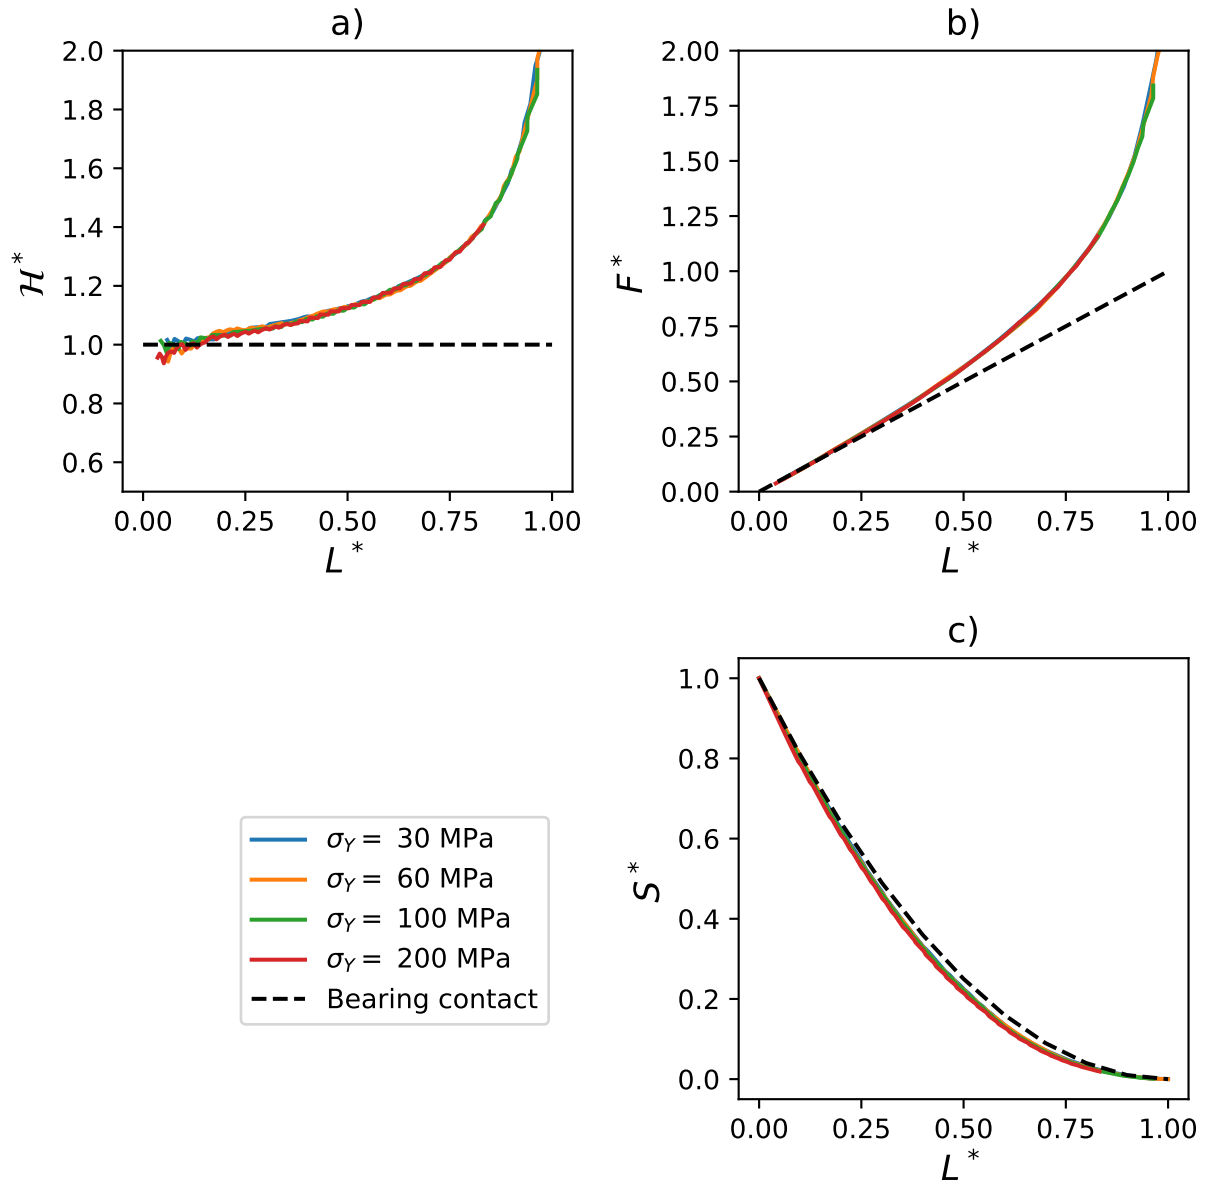 a)
2.0
1.8
1.6
1.4
1.2
1.0
0.8
0.6
ℋ*
0.00 0.25 0.50 0.75 1.00
L*
b)
2.00
1.75
1.50
1.25
1.00
0.75
0.50
0.25
0.00
F*
0.00 0.25 0.50 0.75 1.00
L*
σY = 30 MPa
σY = 60 MPa
σY = 100 MPa
σY = 200 MPa
Bearing contact
c)
1.0
0.8
0.6
0.4
0.2
0.0
S*
0.00 0.25 0.50 0.75 1.00
L*